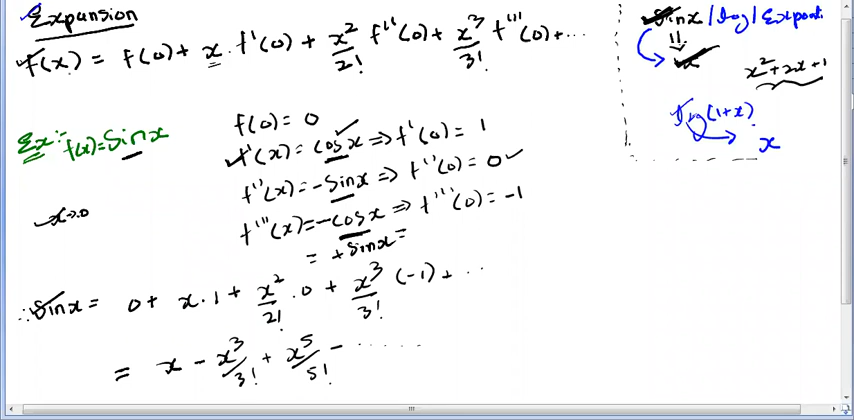 Expansion
f(x) = f(0) + x · f'(0) + x²/2! f''(0) + x³/3! f'''(0) + ...
Ex:- f(x) = Sinx
x→0
f(0) = 0
f'(x) = cosx ⇒ f'(0) = 1
f''(x) = -Sinx ⇒ f''(0) = 0
f'''(x) = -cosx ⇒ f'''(0) = -1
= +Sinx =
∴ Sinx = 0 + x · 1 + x²/2! · 0 + x³/3! (-1) + ...
= x - x³/3! + x⁵/5! - .......
Sinx / log / Exponti
x² + 2x + 1
log(1+x)
x